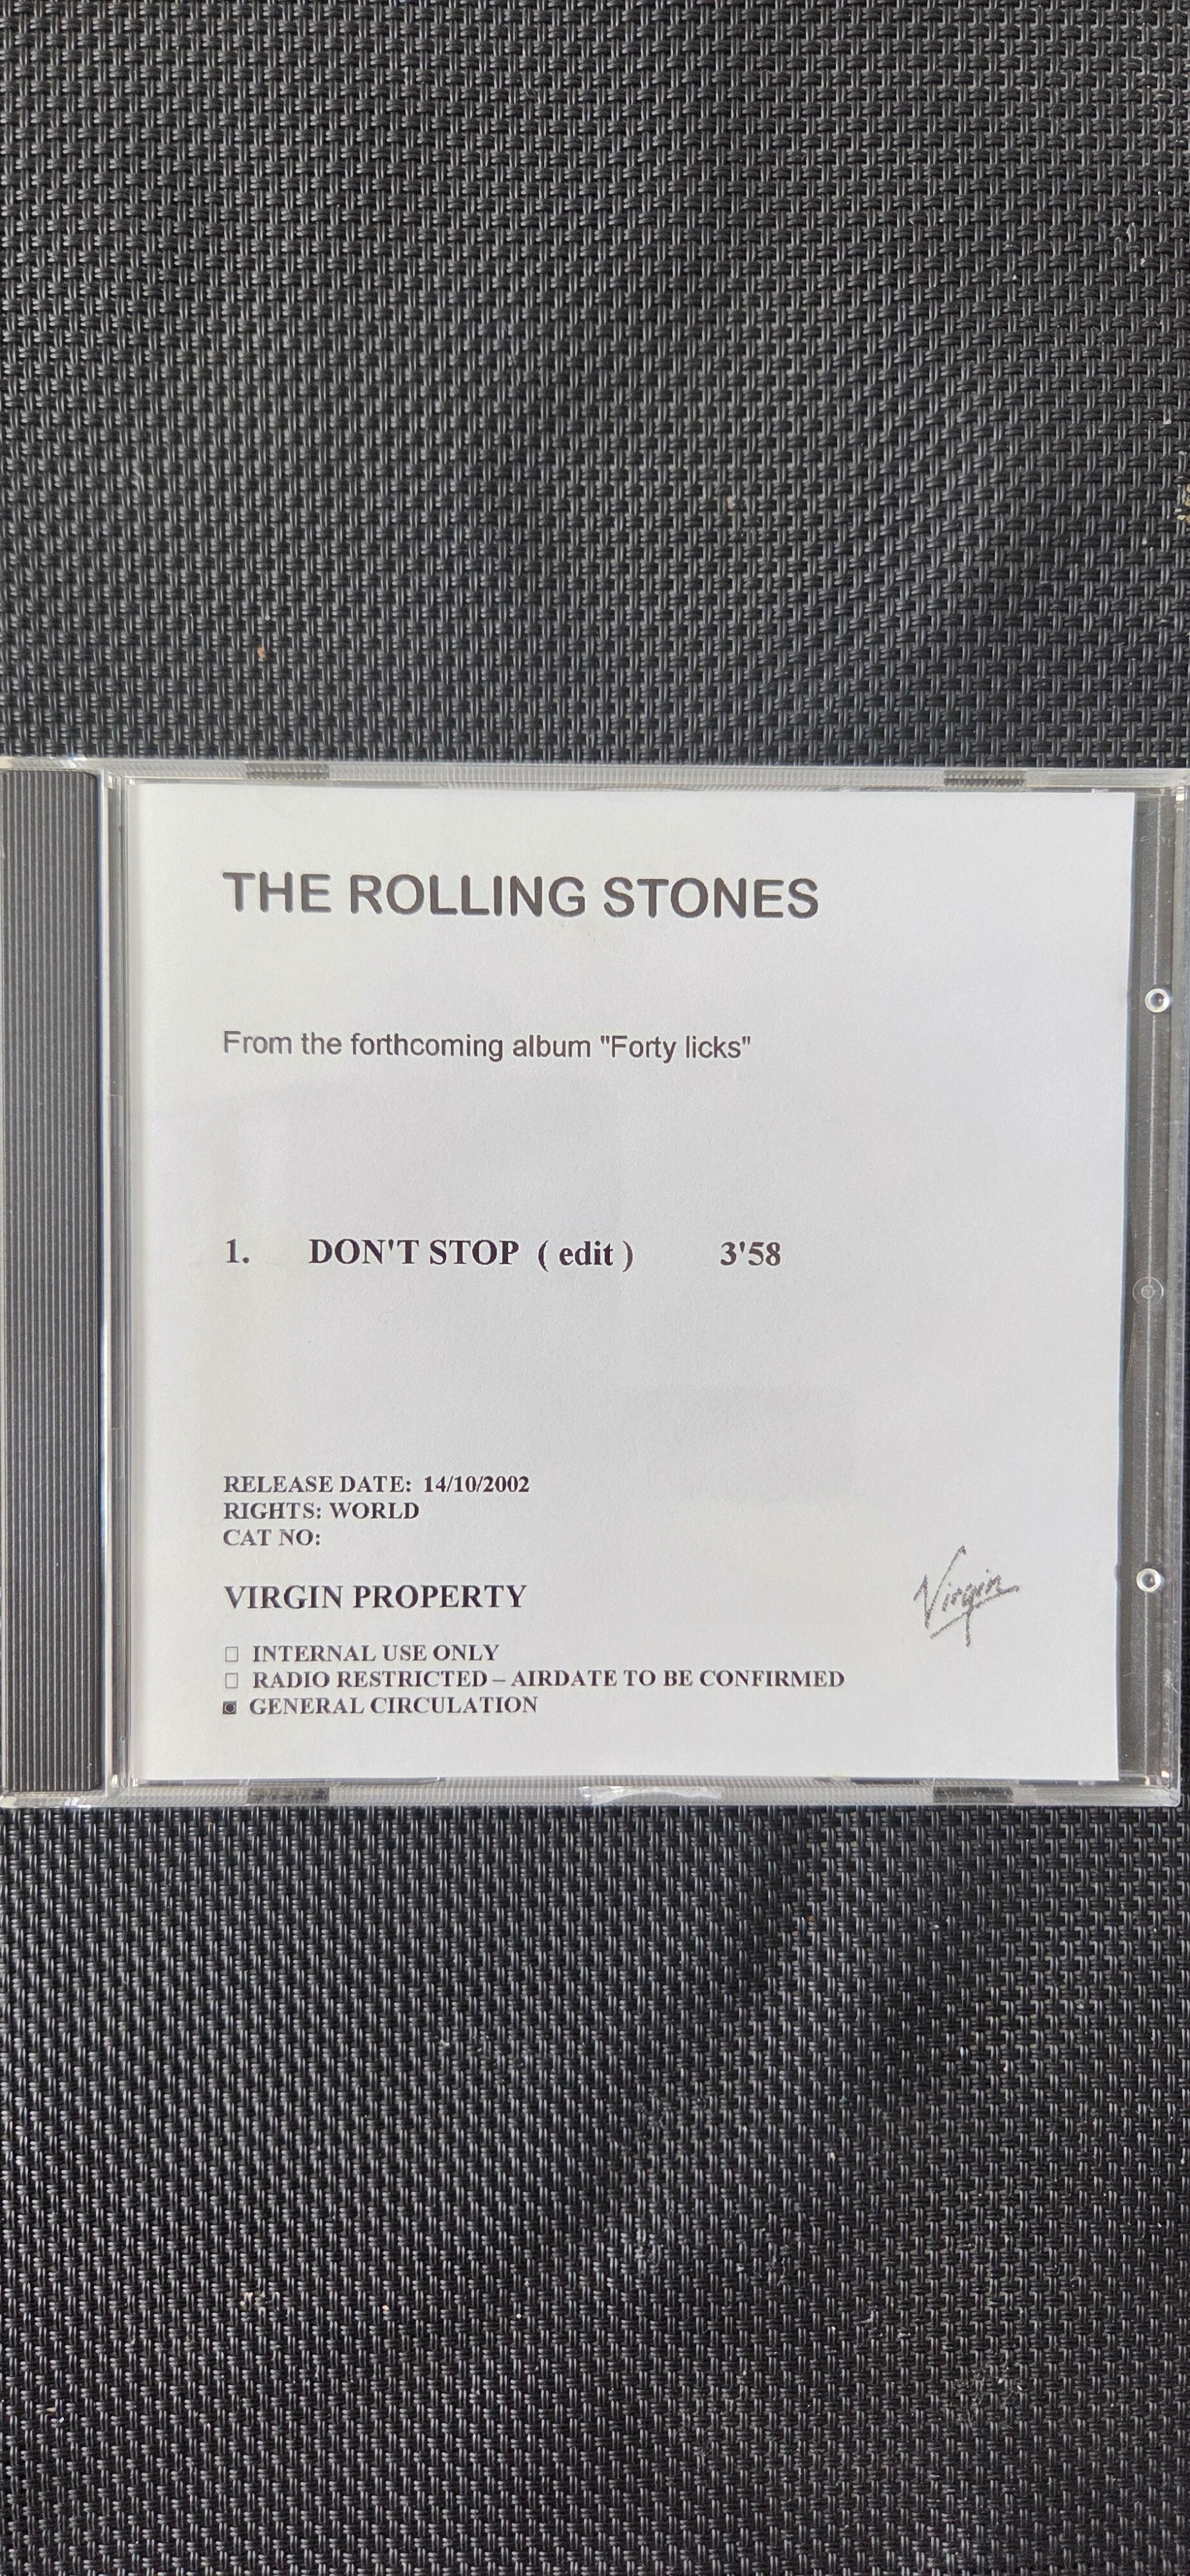 THE ROLLING STONES
From the forthcoming album "Forty licks"
1. DON'T STOP ( edit ) 3'58
RELEASE DATE: 14/10/2002
RIGHTS: WORLD
CAT NO:
VIRGIN PROPERTY
Virgin
☐ INTERNAL USE ONLY
☐ RADIO RESTRICTED – AIRDATE TO BE CONFIRMED
▣ GENERAL CIRCULATION